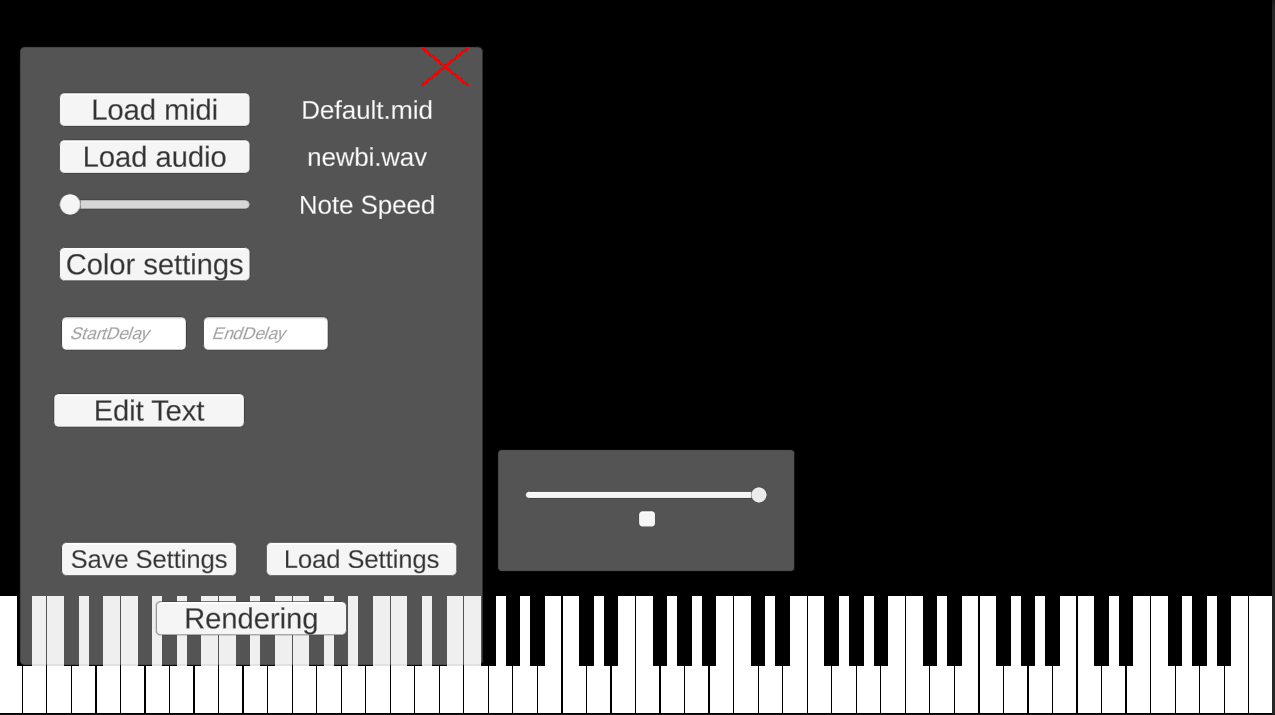 Load midi
Default.mid
Load audio
newbi.wav
Note Speed
Color settings
StartDelay
EndDelay
Edit Text
Save Settings
Load Settings
Rendering